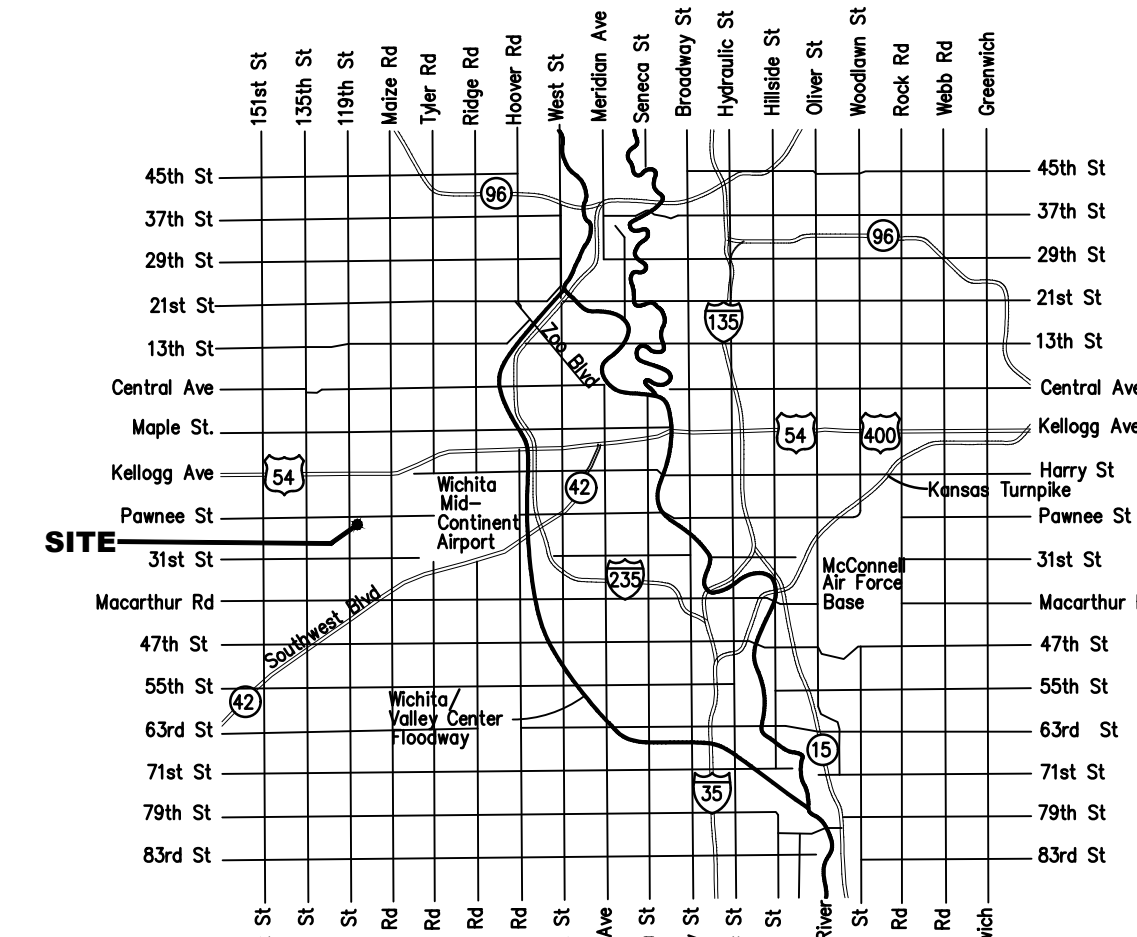 151st St
135th St
119th St
Maize Rd
Tyler Rd
Ridge Rd
Hoover Rd
West St
Meridian Ave
Seneca St
Broadway St
Hydraulic St
Hillside St
Oliver St
Woodlawn St
Rock Rd
Webb Rd
Greenwich
45th St
37th St
29th St
21st St
13th St
Central Ave
Maple St.
Kellogg Ave
Pawnee St
31st St
Macarthur Rd
47th St
55th St
63rd St
71st St
79th St
83rd St
SITE
96
Zoo Blvd
135
96
54
42
Wichita
Mid-
Continent
Airport
54
400
Kansas Turnpike
235
McConnell
Air Force
Base
Southwest Blvd
42
Wichita/
Valley Center
Floodway
15
35
45th St
37th St
29th St
21st St
13th St
Central Ave
Kellogg Ave
Harry St
Pawnee St
31st St
Macarthur
47th St
55th St
63rd St
71st St
79th St
83rd St
St
St
St
Rd
Rd
Rd
Rd
St
Ave
St
St
St
St
River
St
Rd
Rd
wich